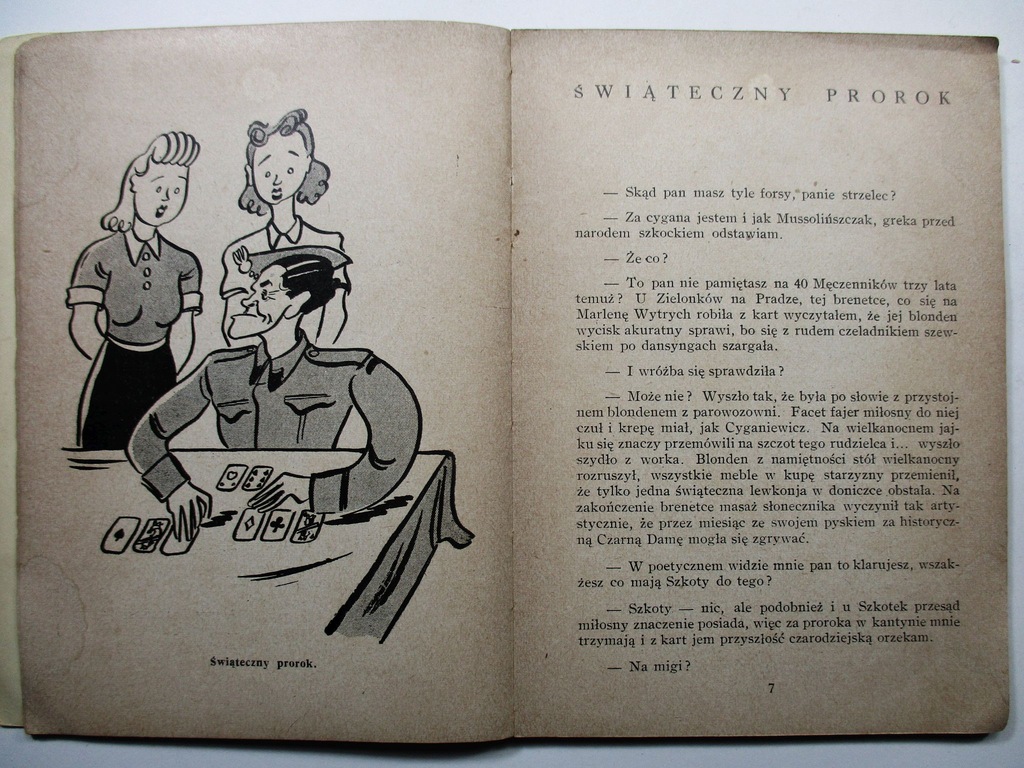 Świąteczny prorok.
ŚWIĄTECZNY PROROK
— Skąd pan masz tyle forsy, panie strzelec?
— Za cygana jestem i jak Mussolińszczak, greka przed
narodem szkockiem odstawiam.
— Że co?
— To pan nie pamiętasz na 40 Męczenników trzy lata
temuż? U Zielonków na Pradze, tej brenetce, co się na
Marlenę Wytrych robiła z kart wyczytałem, że jej blonden
wycisk akuratny sprawi, bo się z rudem czeladnikiem szew-
skiem po dansyngach szargała.
— I wróżba się sprawdziła?
— Może nie? Wyszło tak, że była po słowie z przystoj-
nem blondenem z parowozowni. Facet fajer miłosny do niej
czuł i krepę miał, jak Cyganiewicz. Na wielkanocnem jaj-
ku się znaczy przemówili na szczot tego rudzielca i... wyszło
szydło z worka. Blonden z namiętności stół wielkanocny
rozruszył, wszystkie meble w kupę starzyzny przemienił,
że tylko jedna świąteczna lewkonja w doniczce obstała. Na
zakończenie brenetce masaż słonecznika wyczynił tak arty-
stycznie, że przez miesiąc ze swojem pyskiem za historycz-
ną Czarną Damę mogła się zgrywać.
— W poetycznem widzie mnie pan to klarujesz, wszak-
żesz co mają Szkoty do tego?
— Szkoty — nic, ale podobnież i u Szkotek przesąd
miłosny znaczenie posiada, więc za proroka w kantynie mnie
trzymają i z kart jem przyszłość czarodziejską orzekam.
— Na migi?
7